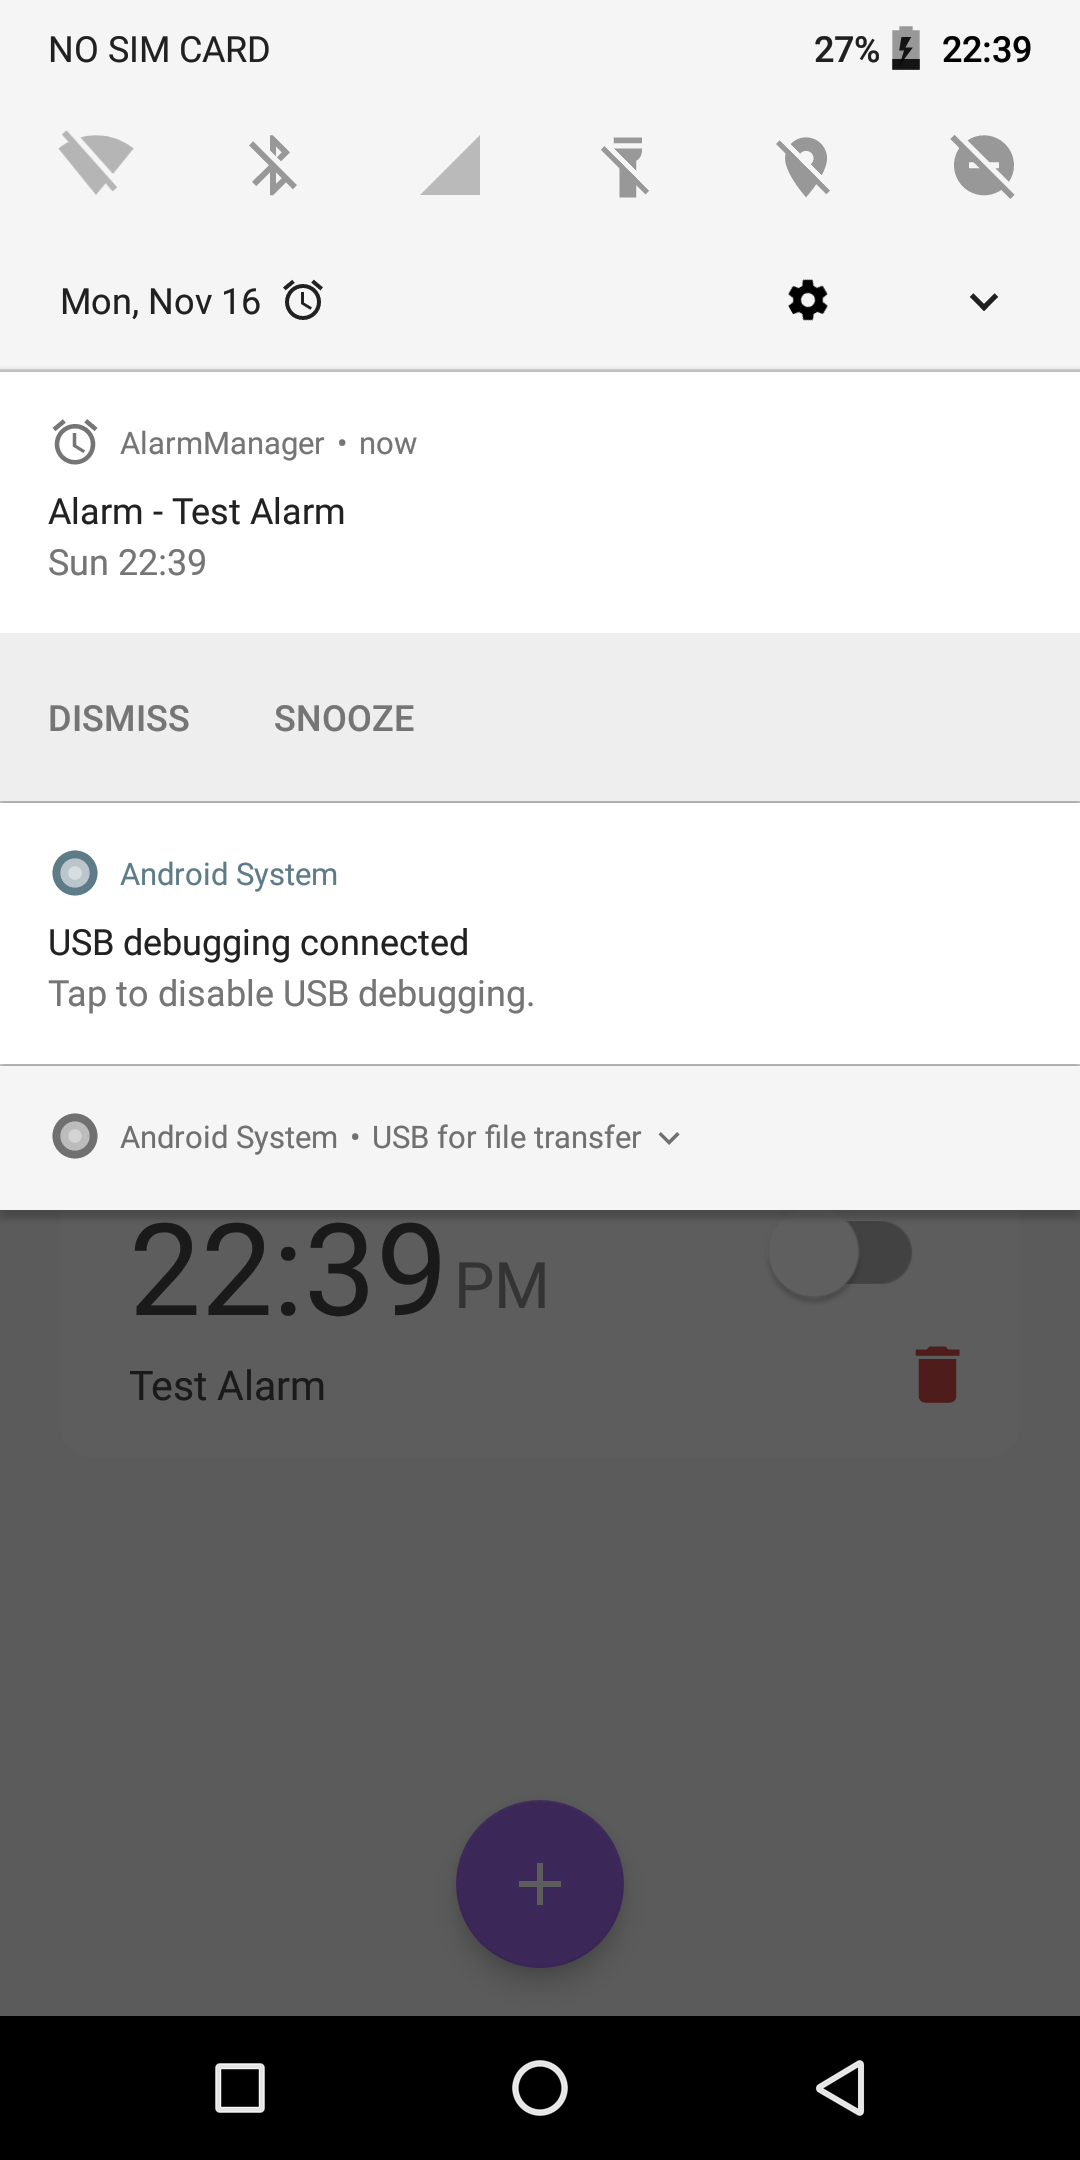 NO SIM CARD 27% 22:39
Mon, Nov 16
AlarmManager • now
Alarm - Test Alarm
Sun 22:39
DISMISS SNOOZE
Android System
USB debugging connected
Tap to disable USB debugging.
Android System • USB for file transfer
22:39 PM
Test Alarm